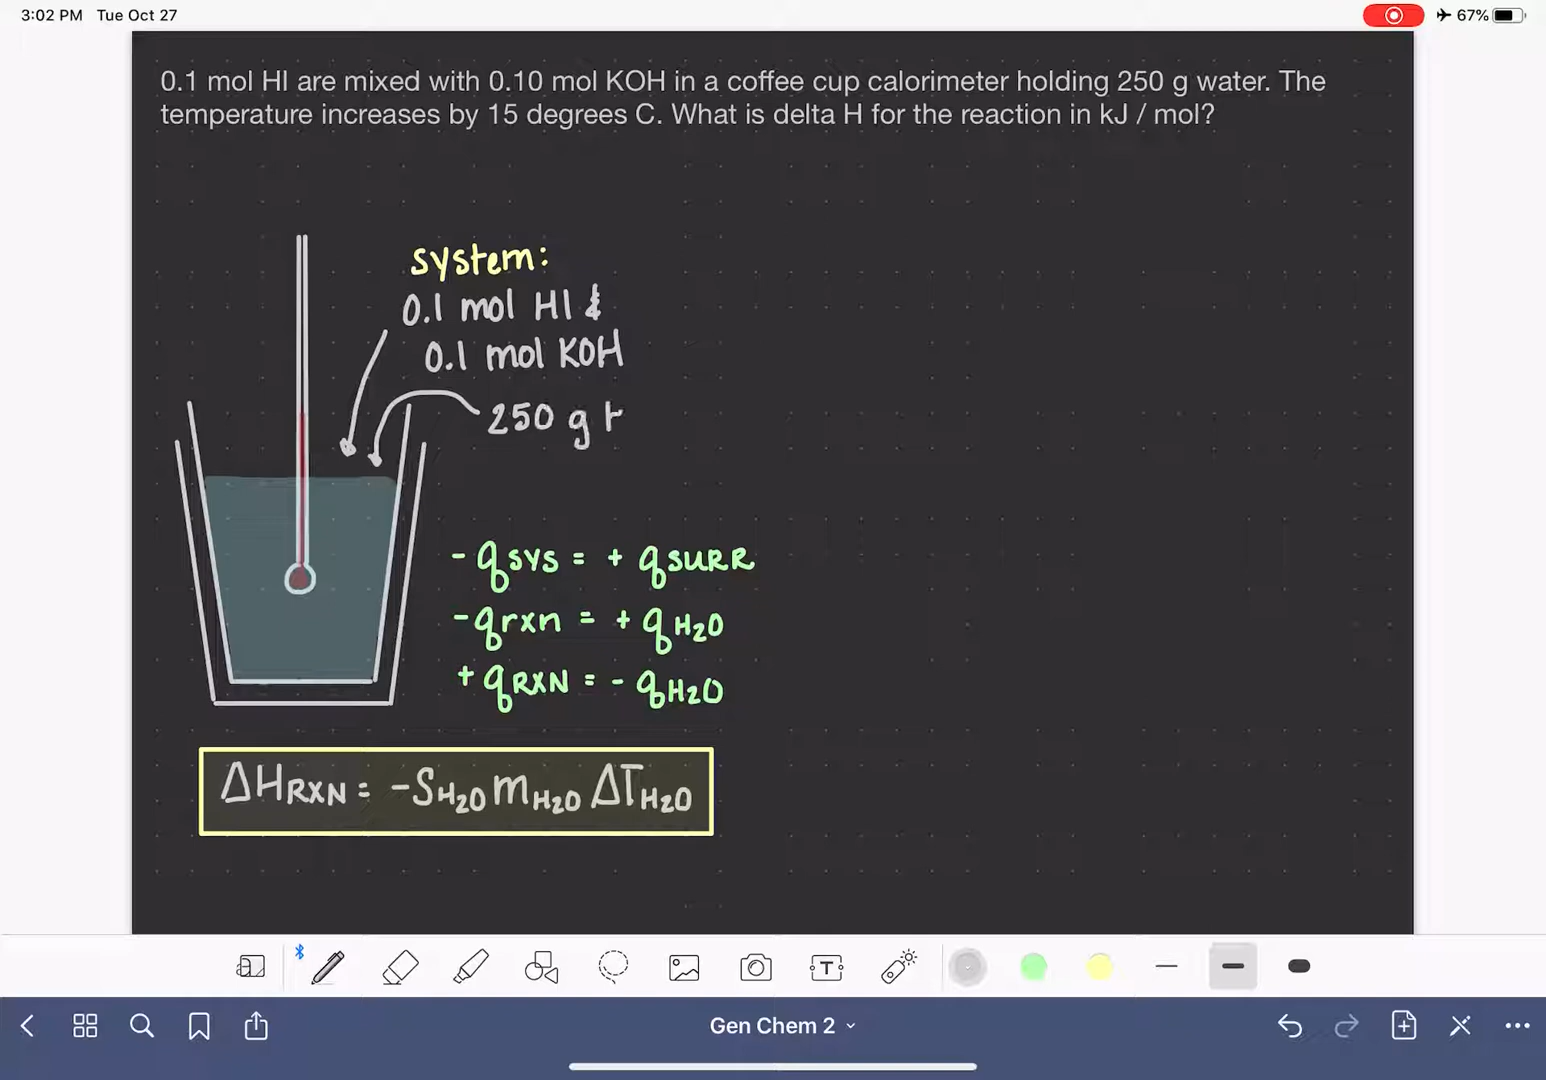 3:02 PM Tue Oct 27
67%
0.1 mol HI are mixed with 0.10 mol KOH in a coffee cup calorimeter holding 250 g water. The
temperature increases by 15 degrees C. What is delta H for the reaction in kJ / mol?
system:
0.1 mol HI &
0.1 mol KOH
250 g
- qsys = + qsurr
- qrxn = + qH₂O
+ qRXN = - qH₂O
ΔHRXN = -SH₂O mH₂O ΔTH₂O
T
Gen Chem 2